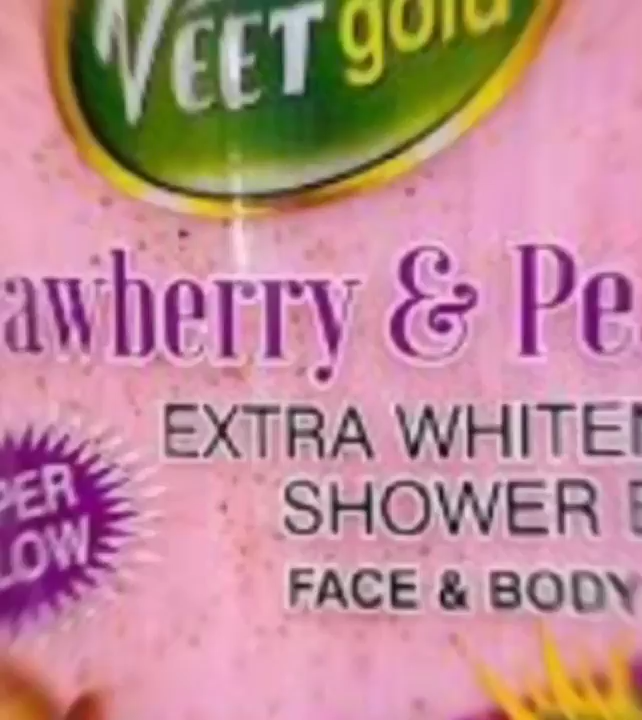 VEET gold
awberry & Pe
EXTRA WHITEN
SHOWER
FACE & BODY
PER
LOW